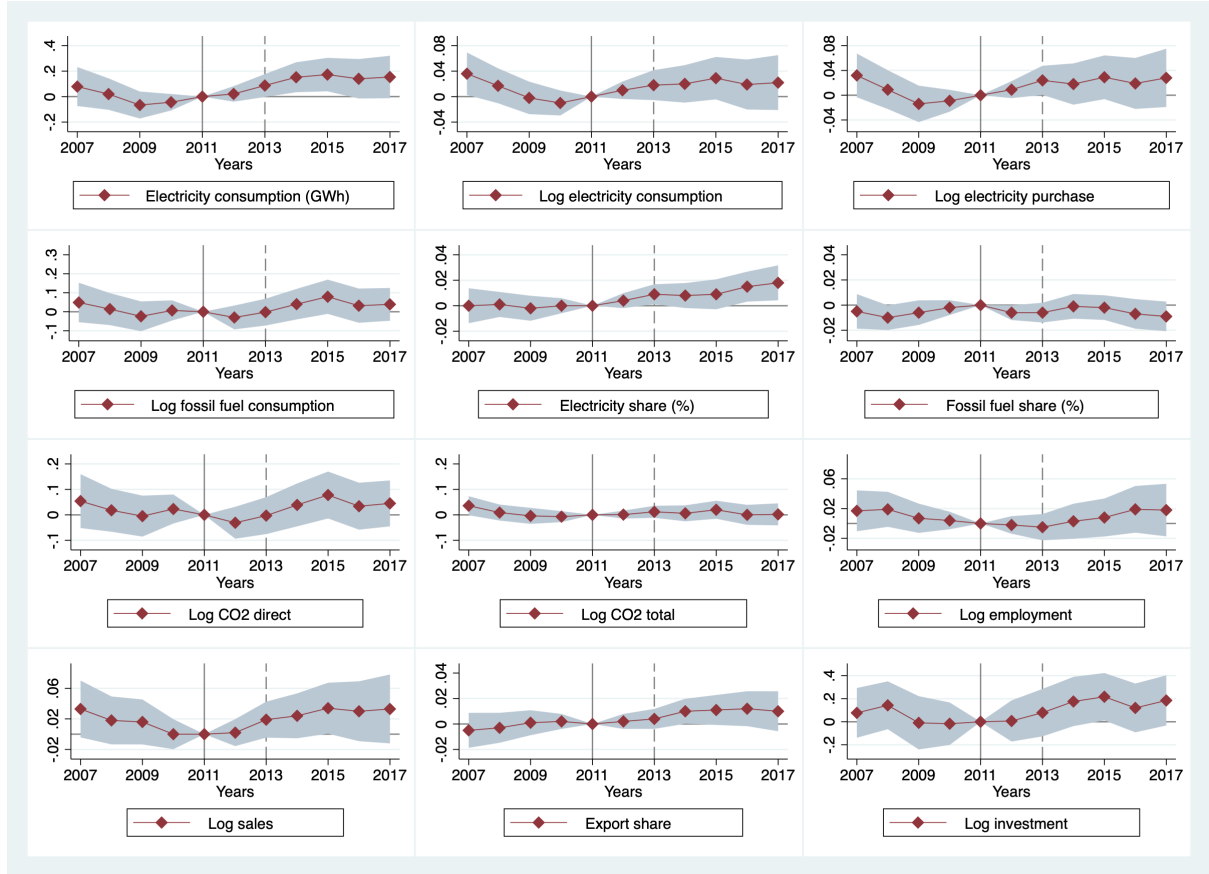 .4
.2
0
-.2
2007 2009 2011 2013 2015 2017
Years
Electricity consumption (GWh)
.08
.04
0
-.04
2007 2009 2011 2013 2015 2017
Years
Log electricity consumption
.08
.04
0
-.04
2007 2009 2011 2013 2015 2017
Years
Log electricity purchase
.3
.2
.1
0
-.1
2007 2009 2011 2013 2015 2017
Years
Log fossil fuel consumption
.04
.02
0
-.02
2007 2009 2011 2013 2015 2017
Years
Electricity share (%)
.04
.02
0
-.02
2007 2009 2011 2013 2015 2017
Years
Fossil fuel share (%)
.2
.1
0
-.1
2007 2009 2011 2013 2015 2017
Years
Log CO2 direct
.2
.1
0
-.1
2007 2009 2011 2013 2015 2017
Years
Log CO2 total
.06
.02
-.02
2007 2009 2011 2013 2015 2017
Years
Log employment
.06
.02
-.02
2007 2009 2011 2013 2015 2017
Years
Log sales
.04
.02
0
-.02
2007 2009 2011 2013 2015 2017
Years
Export share
.4
.2
0
-.2
2007 2009 2011 2013 2015 2017
Years
Log investment